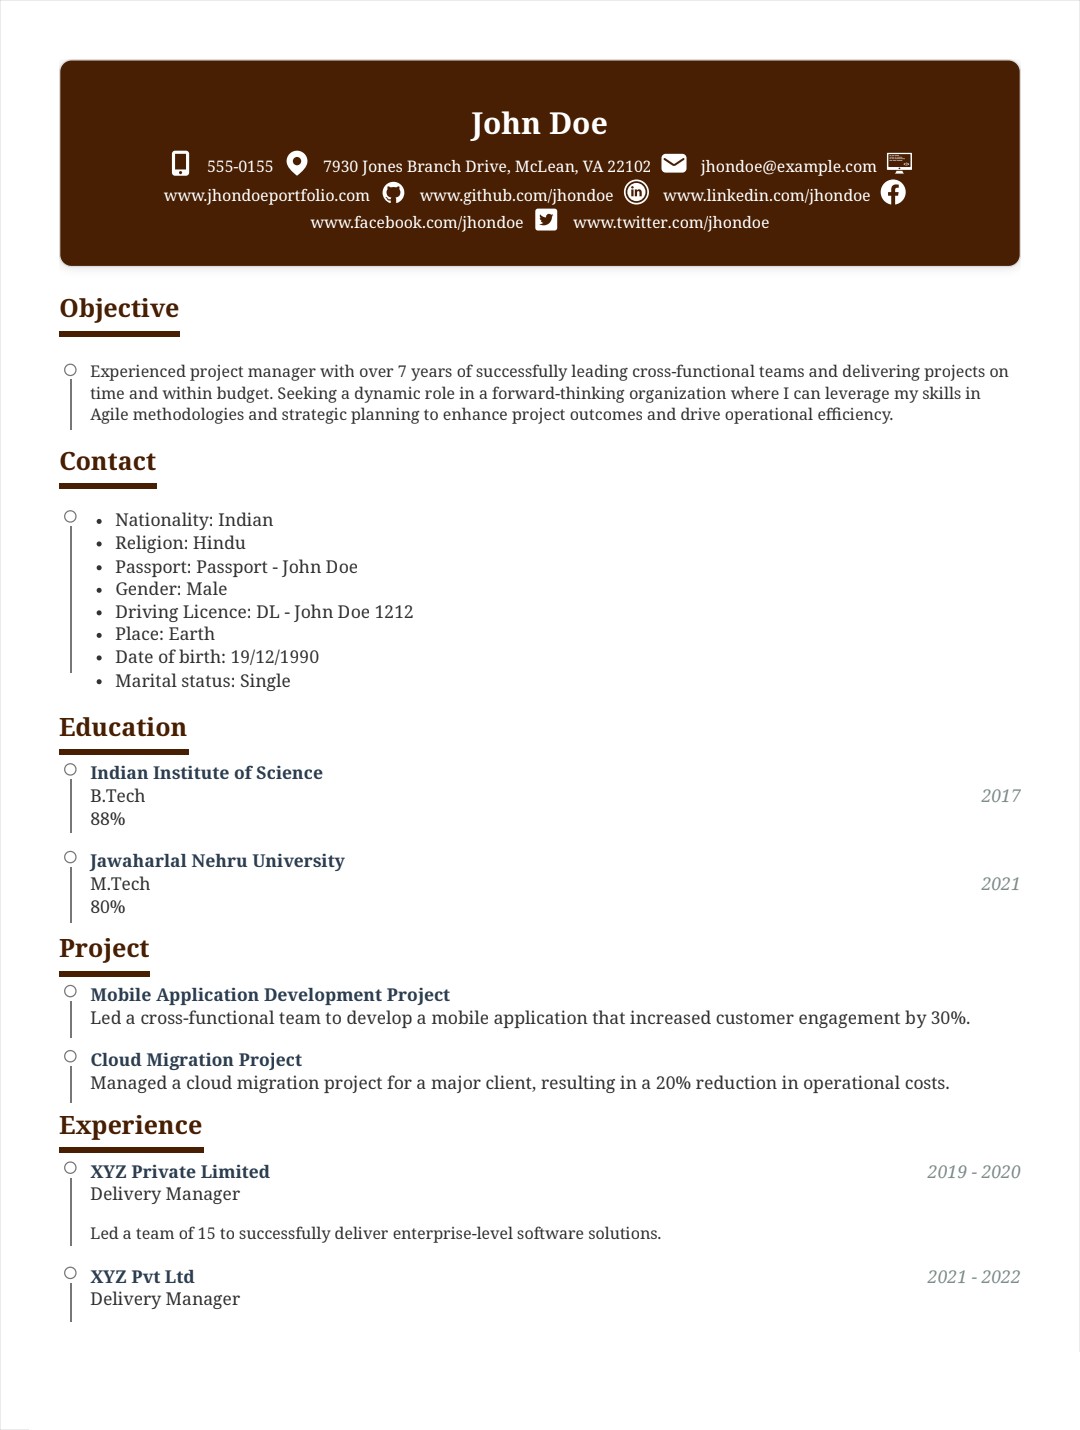 John Doe
555-0155 7930 Jones Branch Drive, McLean, VA 22102 jhondoe@example.com
www.jhondoeportfolio.com www.github.com/jhondoe www.linkedin.com/jhondoe
www.facebook.com/jhondoe www.twitter.com/jhondoe
Objective
Experienced project manager with over 7 years of successfully leading cross-functional teams and delivering projects on
time and within budget. Seeking a dynamic role in a forward-thinking organization where I can leverage my skills in
Agile methodologies and strategic planning to enhance project outcomes and drive operational efficiency.
Contact
• Nationality: Indian
• Religion: Hindu
• Passport: Passport - John Doe
• Gender: Male
• Driving Licence: DL - John Doe 1212
• Place: Earth
• Date of birth: 19/12/1990
• Marital status: Single
Education
Indian Institute of Science
B.Tech 2017
88%
Jawaharlal Nehru University
M.Tech 2021
80%
Project
Mobile Application Development Project
Led a cross-functional team to develop a mobile application that increased customer engagement by 30%.
Cloud Migration Project
Managed a cloud migration project for a major client, resulting in a 20% reduction in operational costs.
Experience
XYZ Private Limited 2019 - 2020
Delivery Manager
Led a team of 15 to successfully deliver enterprise-level software solutions.
XYZ Pvt Ltd 2021 - 2022
Delivery Manager